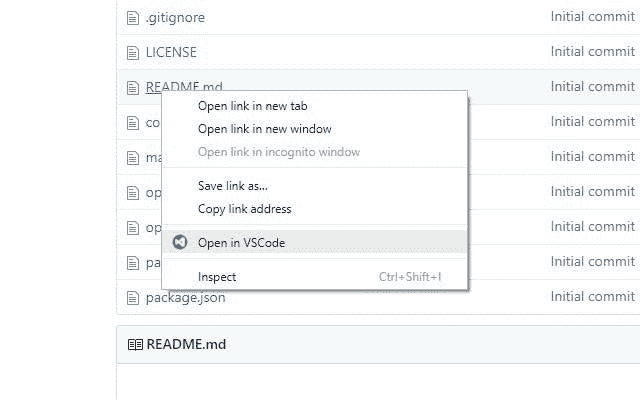 .gitignore Initial commit
LICENSE Initial commit
README.md Initial commit
Open link in new tab
co Initial commit
Open link in new window
Open link in incognito window
ma Initial commit
Save link as...
op Initial commit
Copy link address
op Initial commit
Open in VSCode
pa Initial commit
Inspect Ctrl+Shift+I
package.json Initial commit
README.md